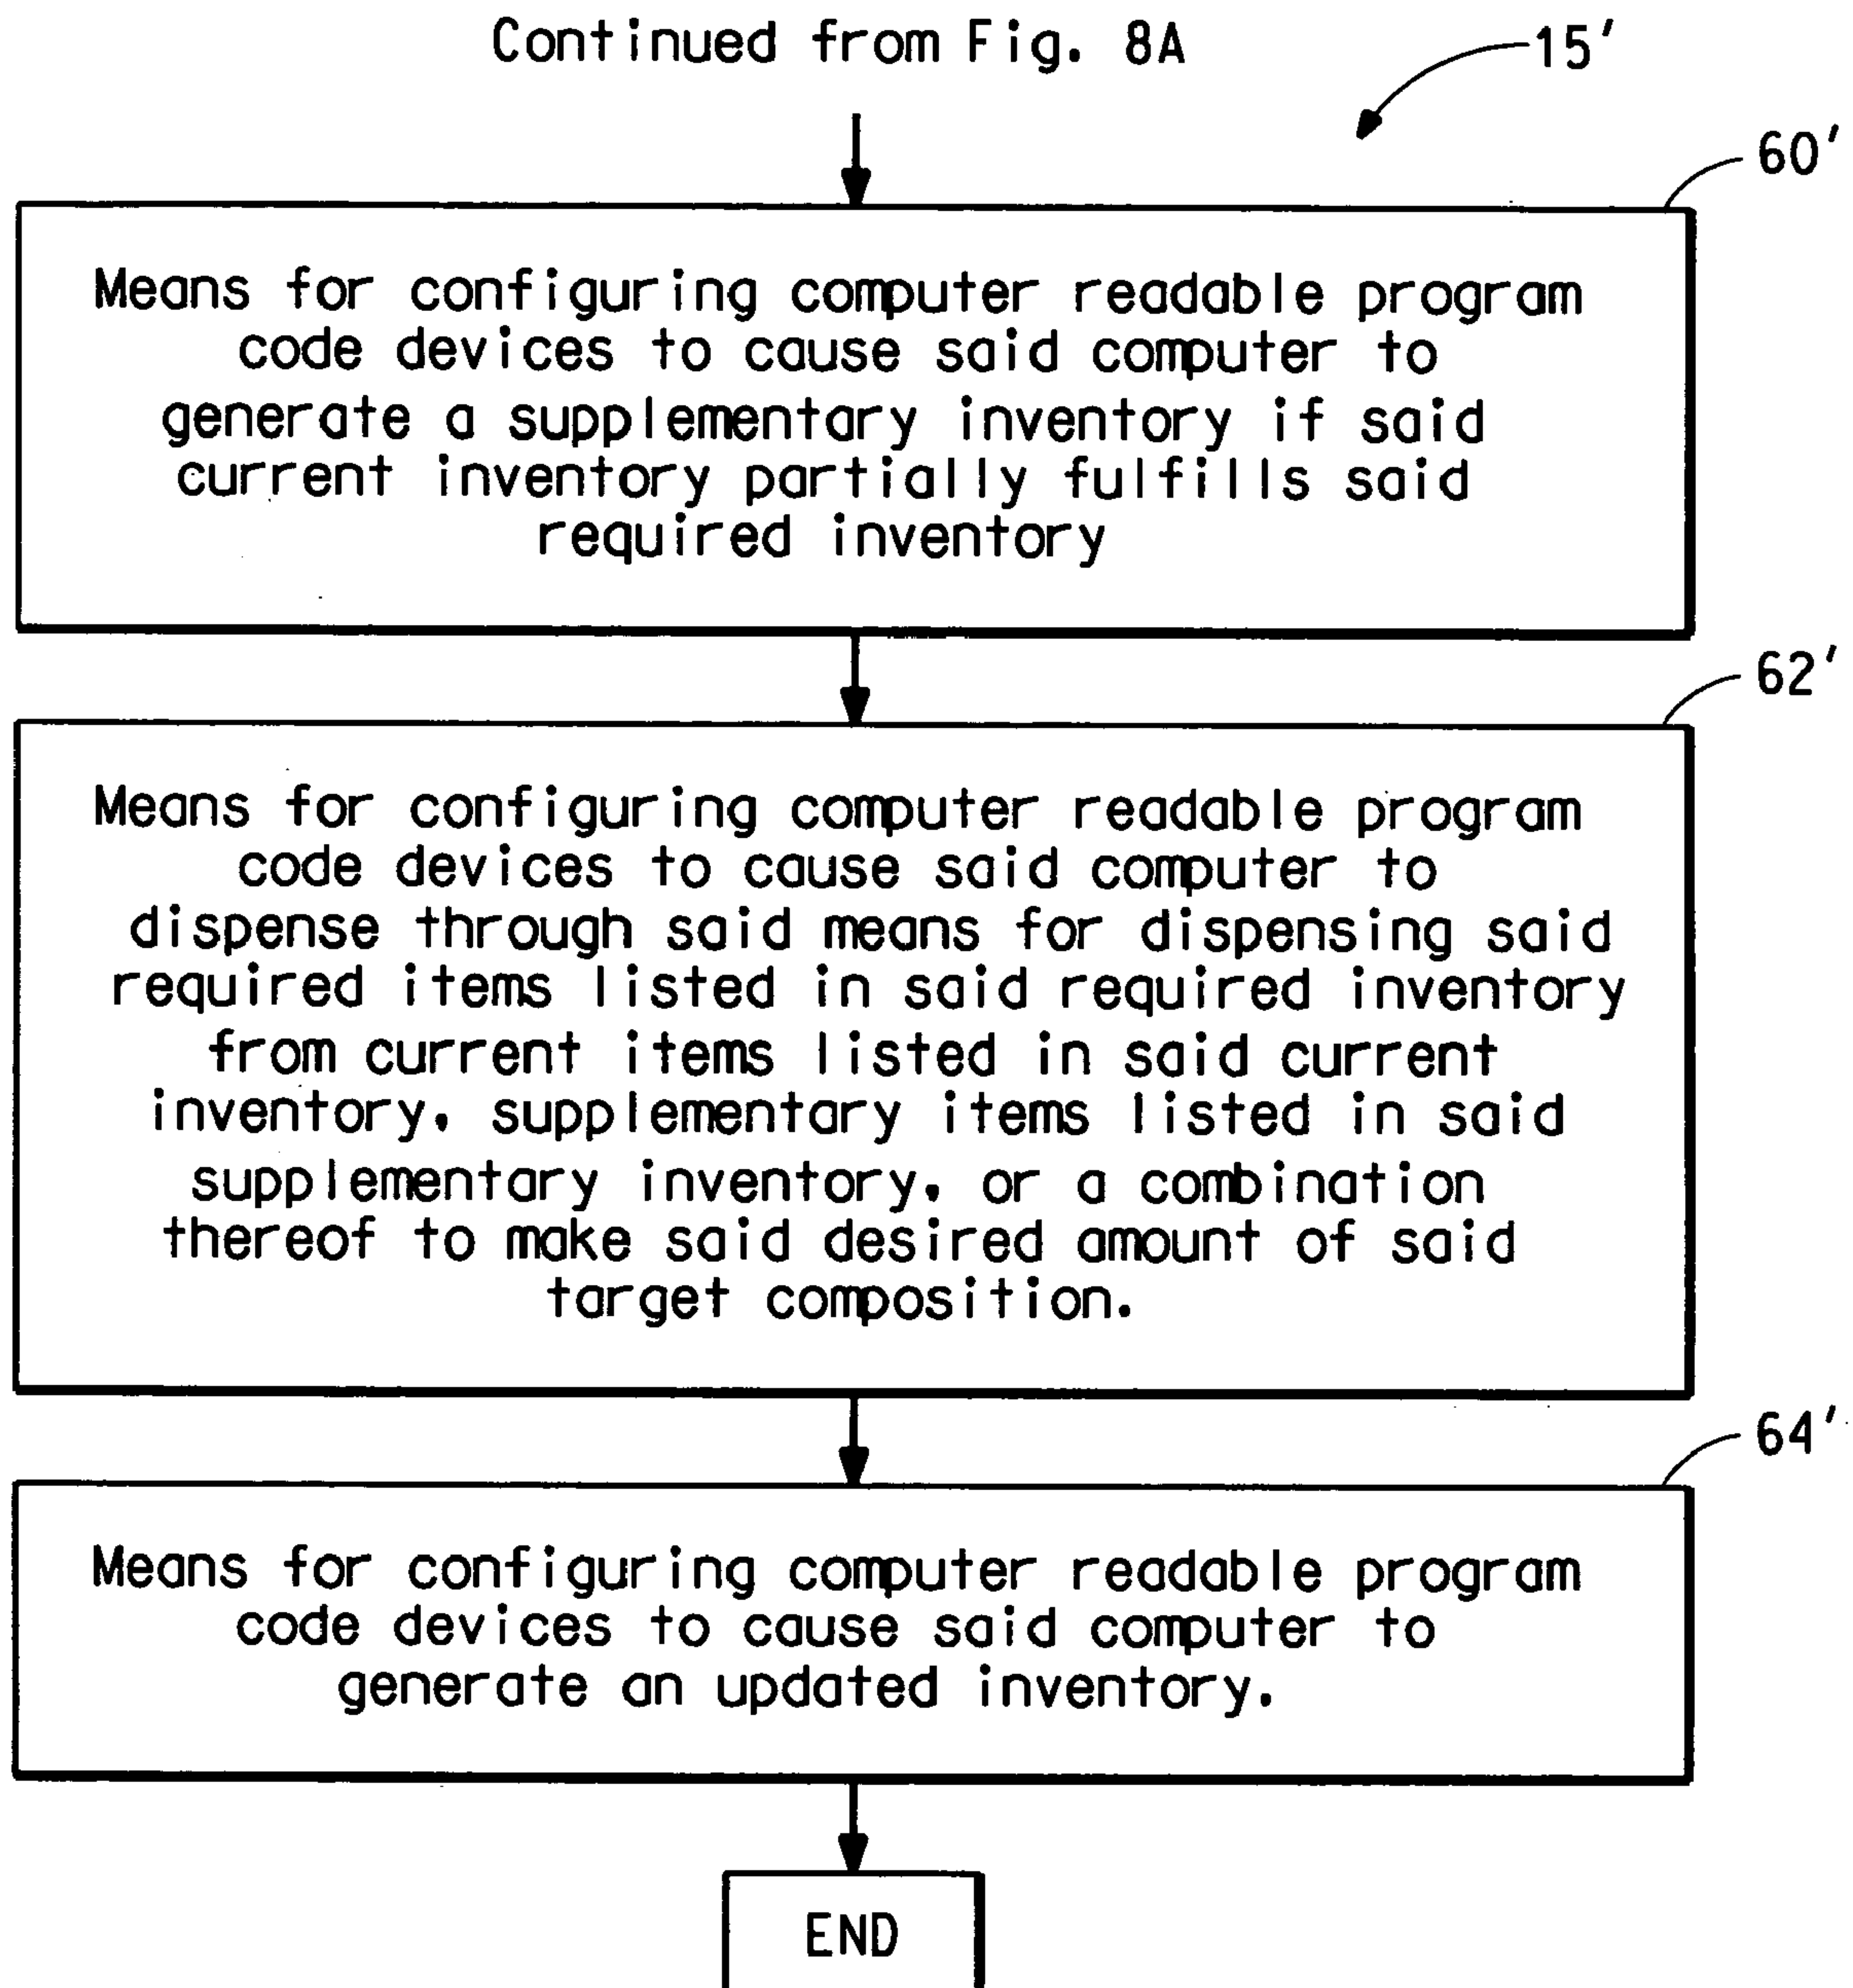 Continued from Fig. 8A
15'
60'
Means for configuring computer readable program
code devices to cause said computer to
generate a supplementary inventory if said
current inventory partially fulfills said
required inventory
62'
Means for configuring computer readable program
code devices to cause said computer to
dispense through said means for dispensing said
required items listed in said required inventory
from current items listed in said current
inventory, supplementary items listed in said
supplementary inventory, or a combination
thereof to make said desired amount of said
target composition.
64'
Means for configuring computer readable program
code devices to cause said computer to
generate an updated inventory.
END